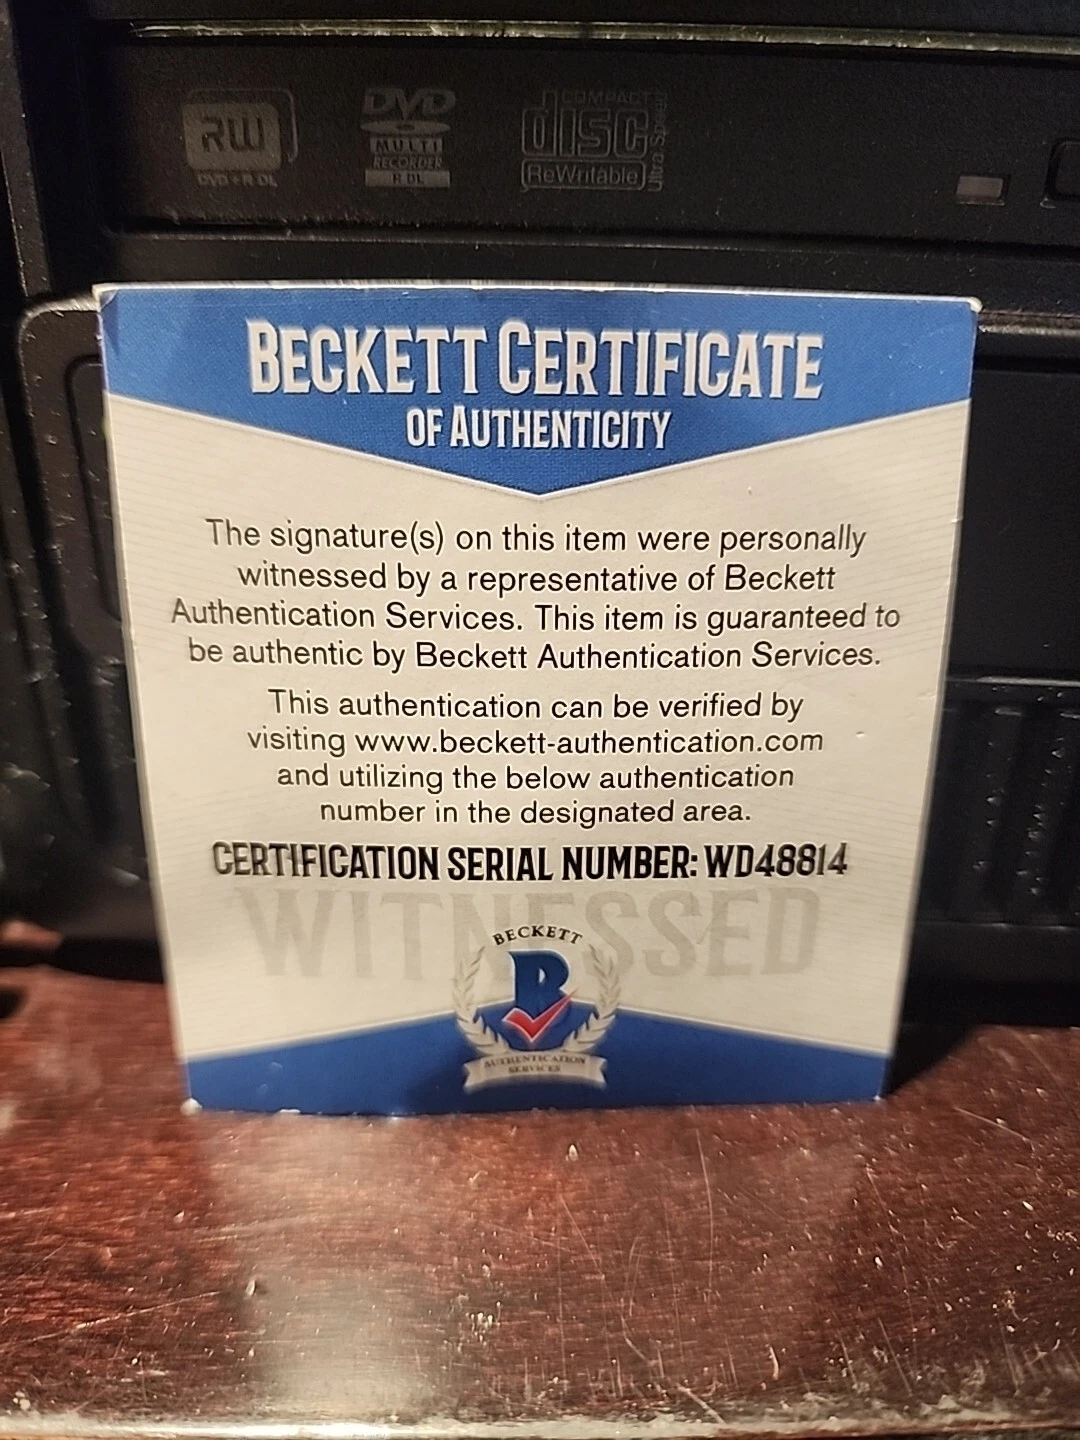 RW
DVD+R DL
DVD
MULTI
RECORDER
R DL
COMPACT
disc
ReWritable
Ultra Speed
BECKETT CERTIFICATE
OF AUTHENTICITY
The signature(s) on this item were personally
witnessed by a representative of Beckett
Authentication Services. This item is guaranteed to
be authentic by Beckett Authentication Services.
This authentication can be verified by
visiting www.beckett-authentication.com
and utilizing the below authentication
number in the designated area.
CERTIFICATION SERIAL NUMBER: WD48814
WITNESSED
BECKETT
B
AUTHENTICATION
SERVICES